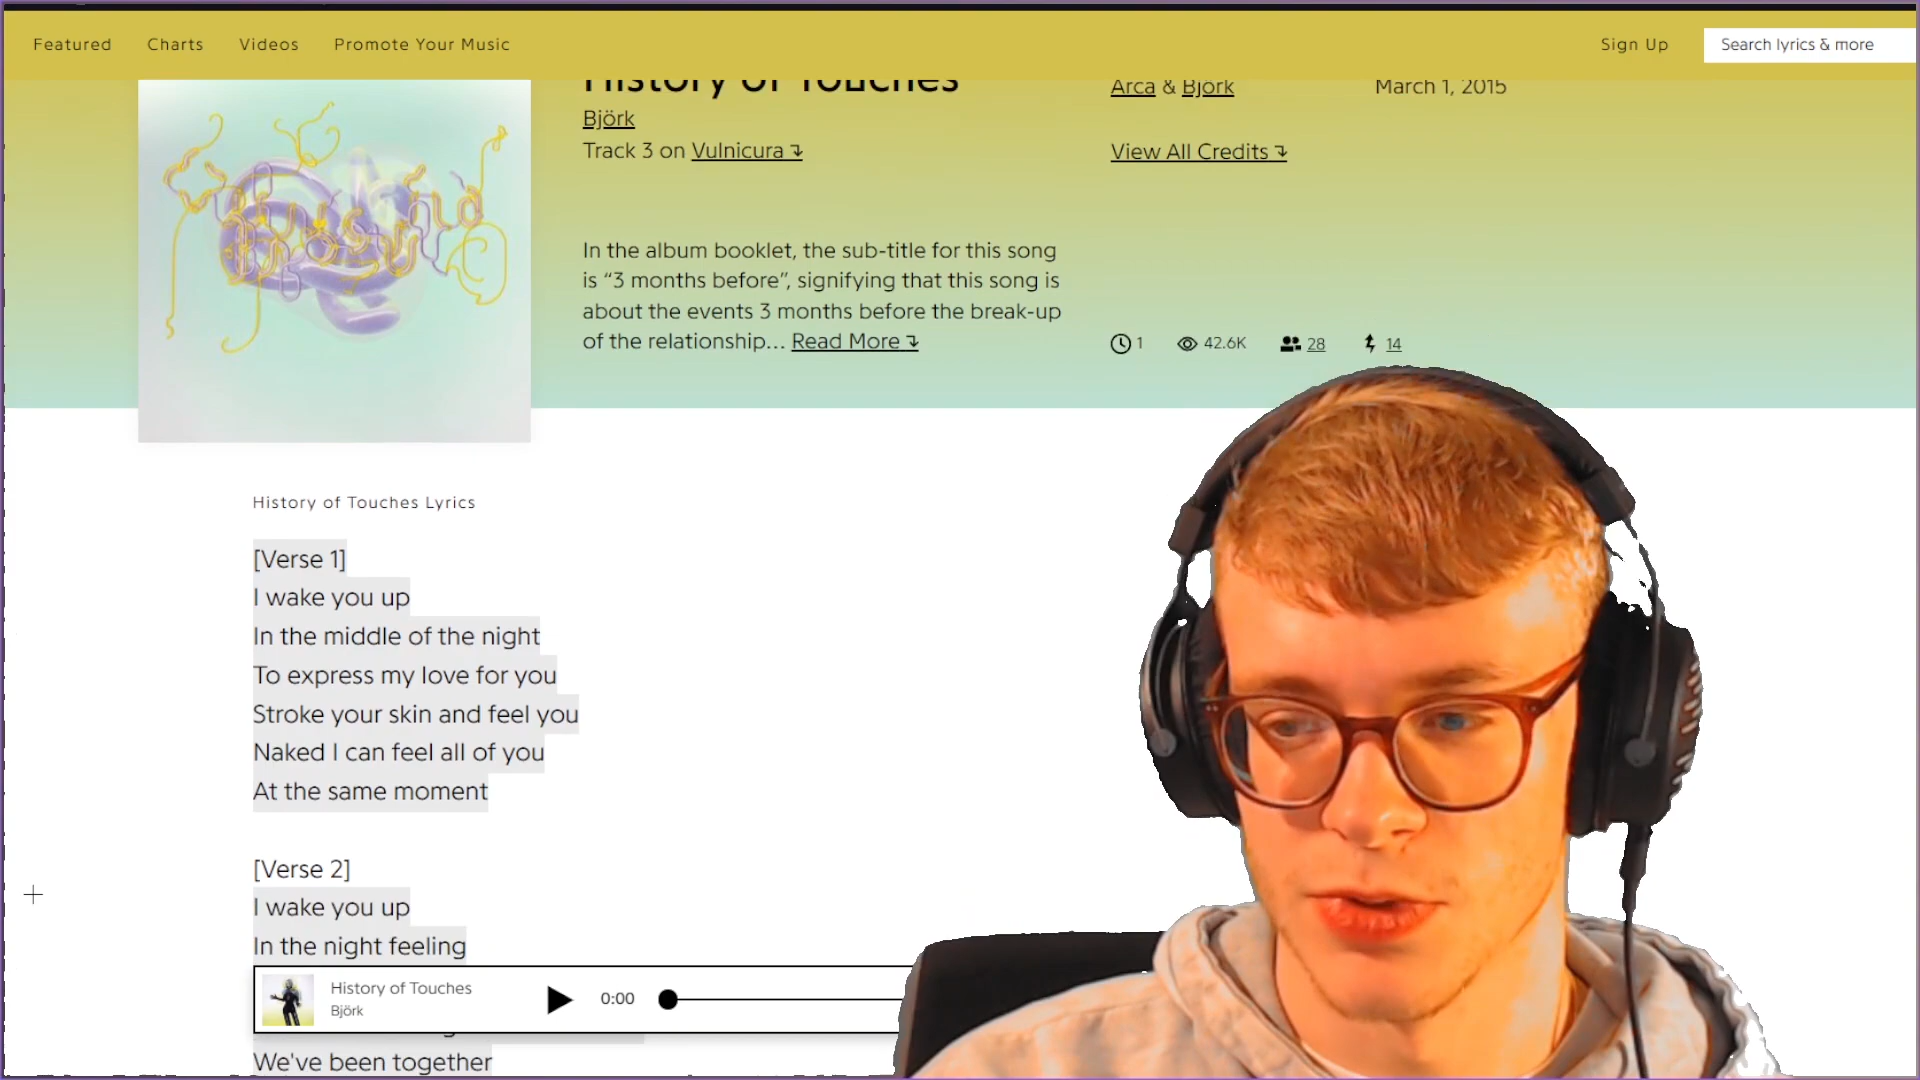 Featured Charts Videos Promote Your Music Sign Up Search lyrics & more
History of Touches
Björk
Track 3 on Vulnicura
Arca & Björk
March 1, 2015
View All Credits
In the album booklet, the sub-title for this song
is “3 months before”, signifying that this song is
about the events 3 months before the break-up
of the relationship… Read More
1 42.6K 28 14
History of Touches Lyrics
[Verse 1]
I wake you up
In the middle of the night
To express my love for you
Stroke your skin and feel you
Naked I can feel all of you
At the same moment
[Verse 2]
I wake you up
In the night feeling
History of Touches
Björk
0:00
We've been together